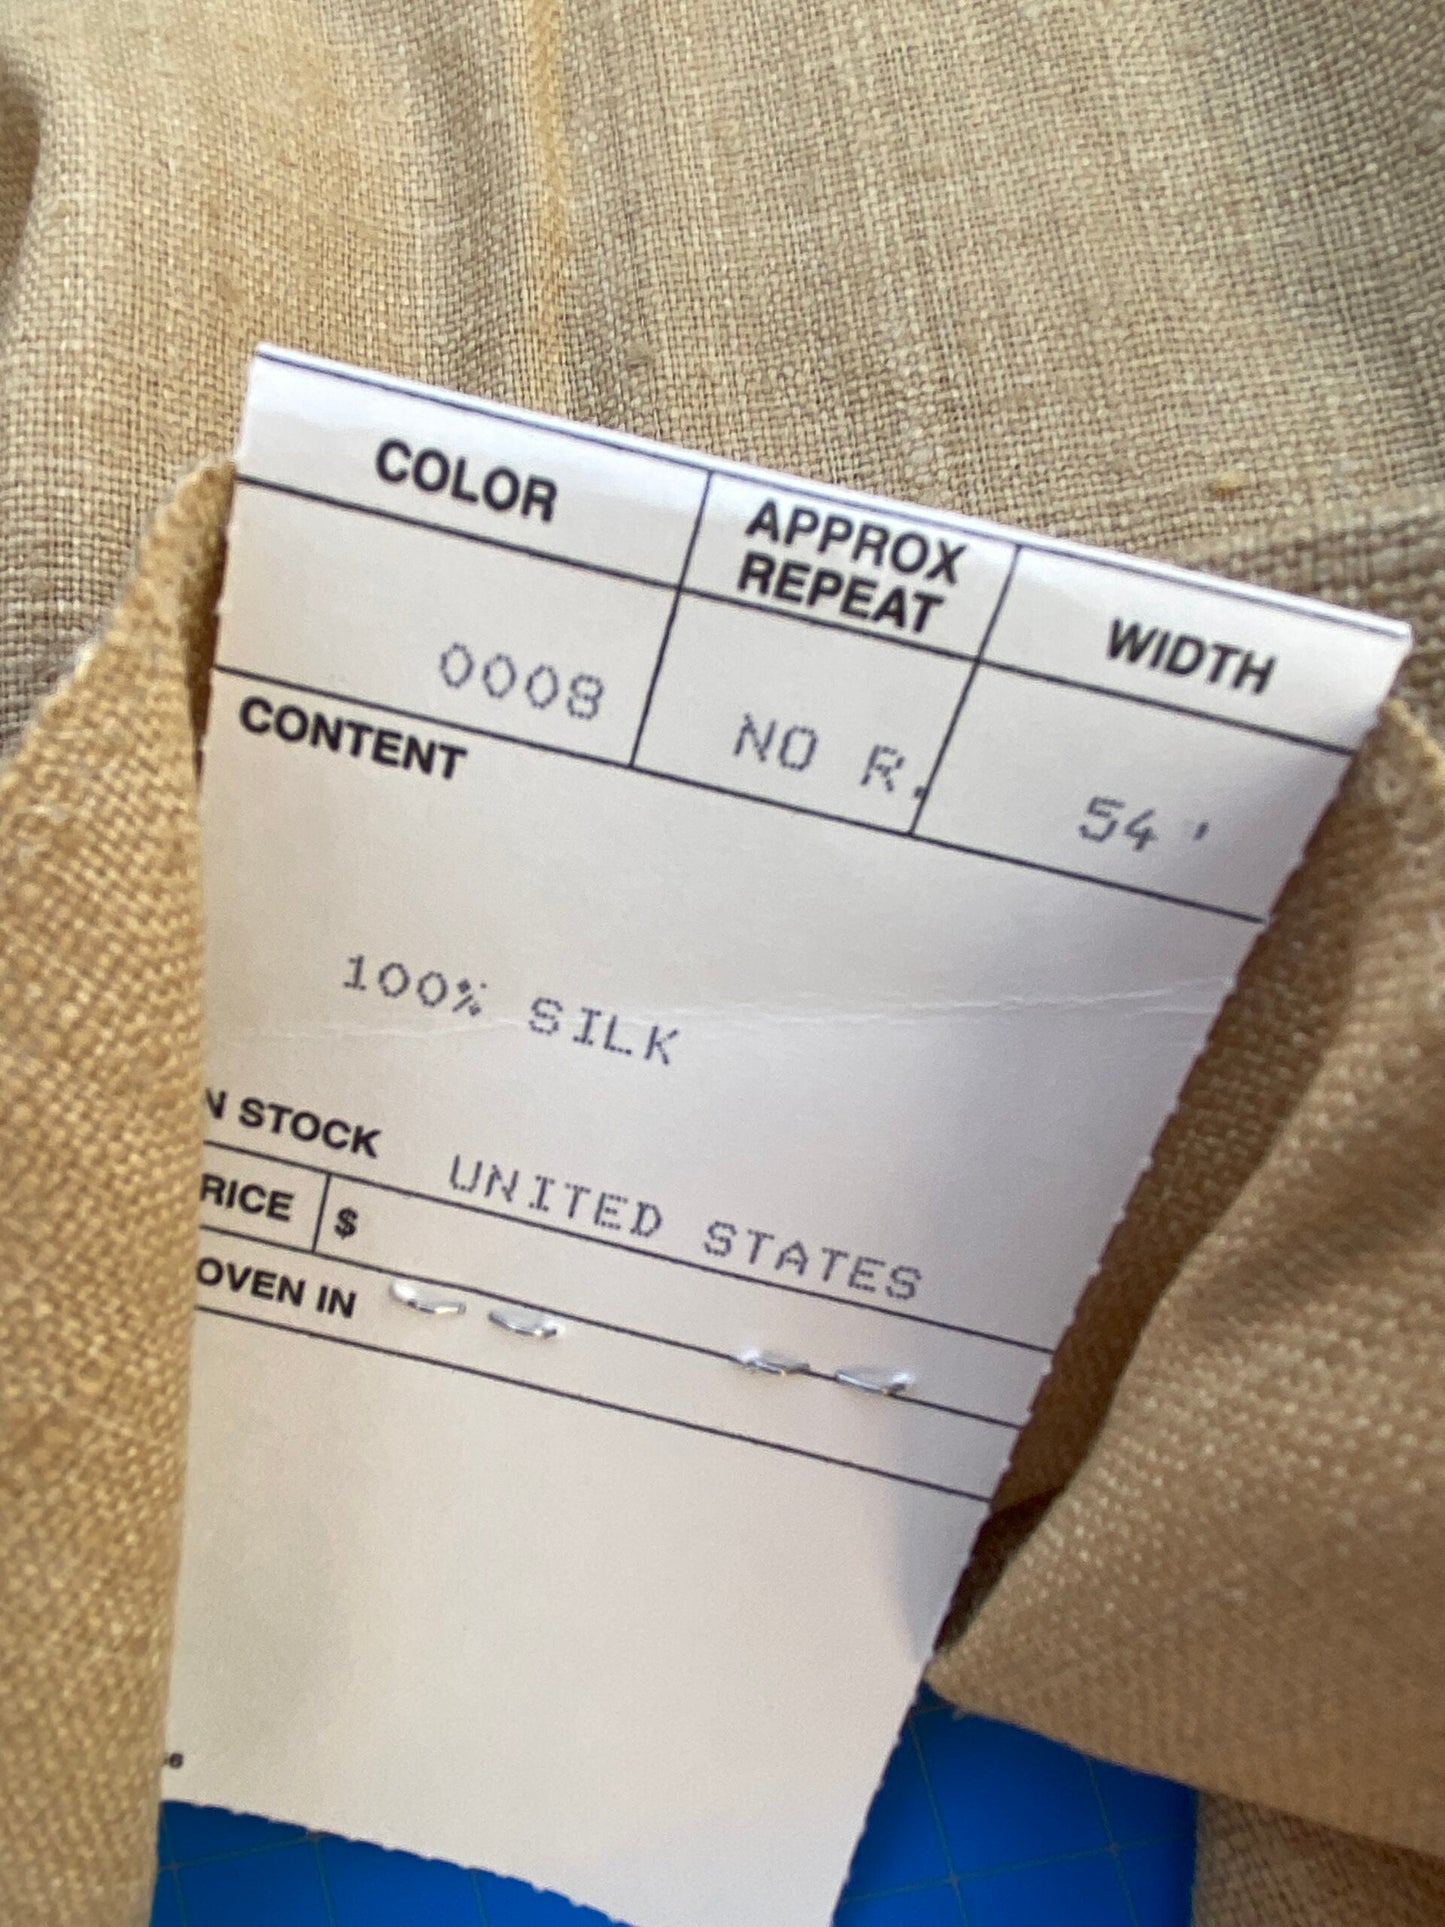 COLOR
APPROX
REPEAT
WIDTH
0008
NO R.
54 '
CONTENT
100% SILK
N STOCK
UNITED STATES
RICE
$
OVEN IN